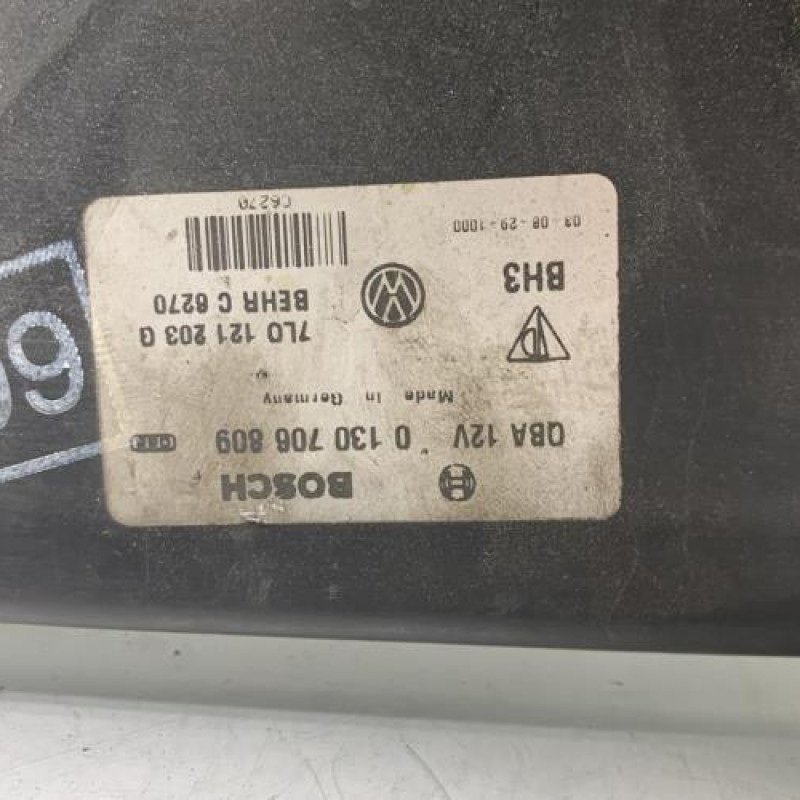 BOSCH
QBA 12V 0 130 706 809
Made in Germany
7L0 121 203 G
BEHR C 6270
BH3
03-08-29-1000
C6270